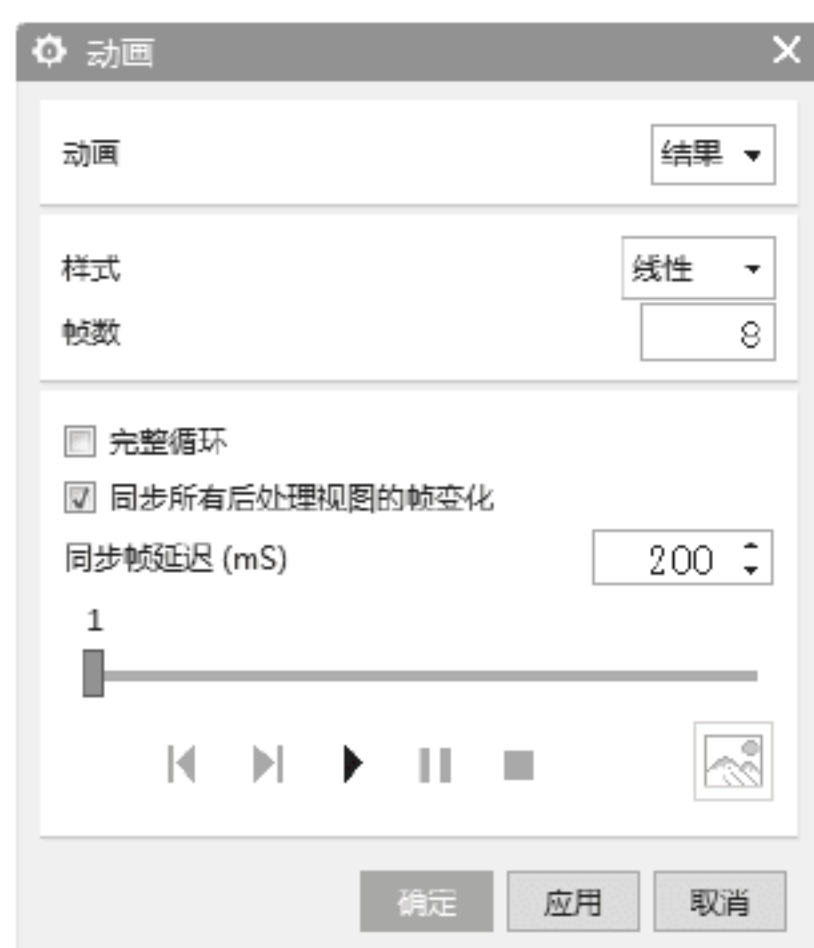 动画
动画 结果
样式 线性
帧数 8
完整循环
同步所有后处理视图的帧变化
同步帧延迟 (mS) 200
1
确定 应用 取消